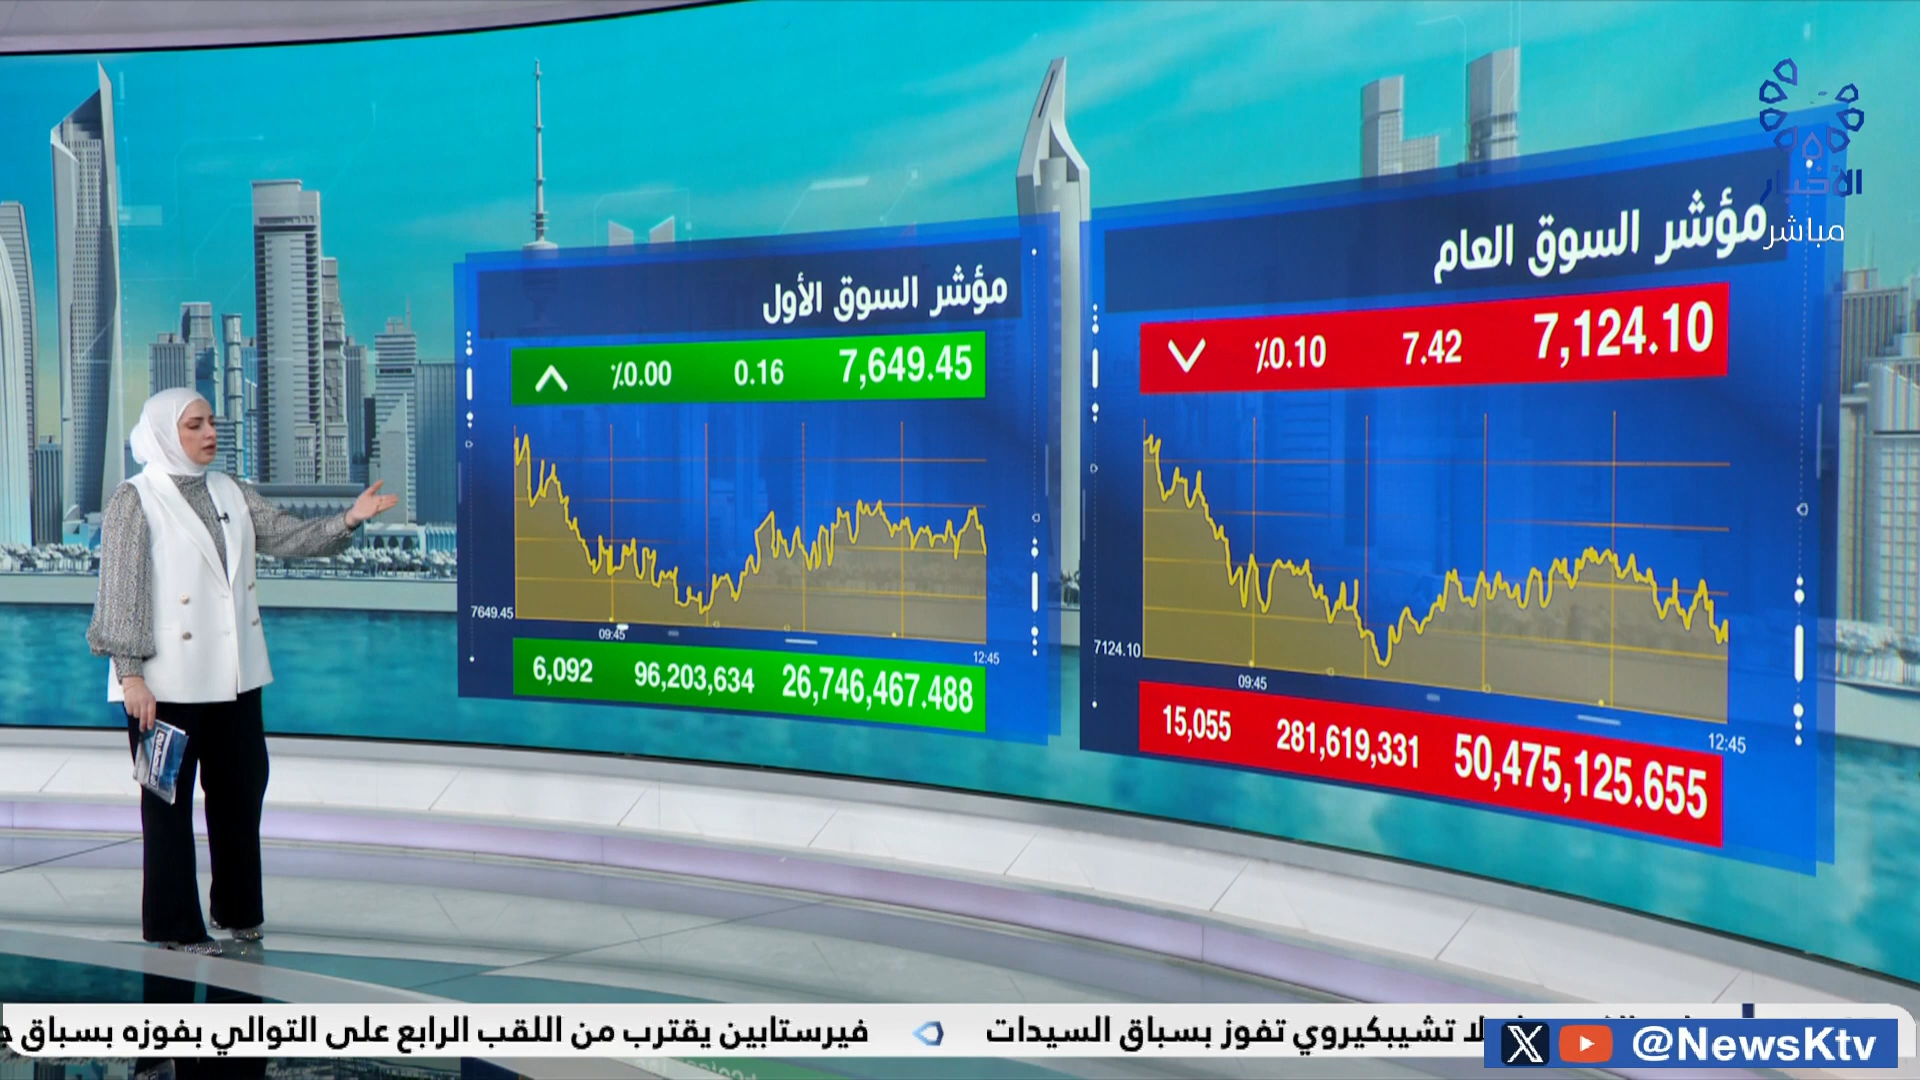 الأخبار
مباشر
مؤشر السوق العام
7,124.10 7.42 ٪0.10
7124.10
09:45
12:45
15,055 281,619,331 50,475,125.655
مؤشر السوق الأول
7,649.45 0.16 ٪0.00
7649.45
09:45
12:45
6,092 96,203,634 26,746,467.488
تشيبكيروي تفوز بسباق السيدات
فيرستابين يقترب من اللقب الرابع على التوالي بفوزه بسباق
@NewsKtv